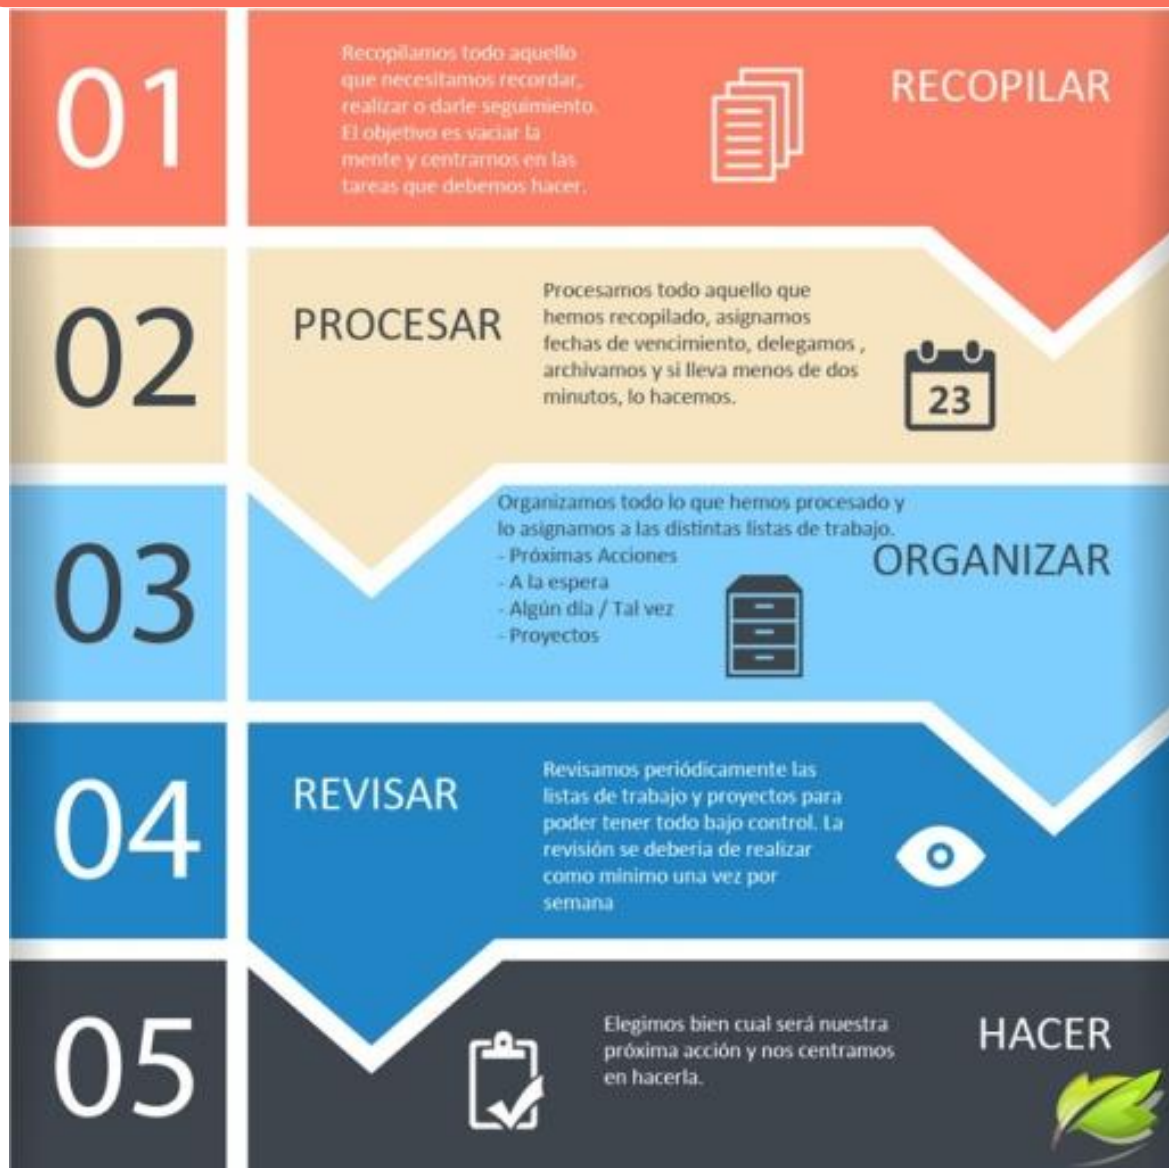 01
Recopilamos todo aquello
que necesitamos recordar,
realizar o darle seguimiento.
El objetivo es vaciar la
mente y centrarnos en las
tareas que debemos hacer.
RECOPILAR
02
PROCESAR
Procesamos todo aquello que
hemos recopilado, asignamos
fechas de vencimiento, delegamos ,
archivamos y si lleva menos de dos
minutos, lo hacemos.
23
03
Organizamos todo lo que hemos procesado y
lo asignamos a las distintas listas de trabajo.
- Próximas Acciones
- A la espera
- Algún día / Tal vez
- Proyectos
ORGANIZAR
04
REVISAR
Revisamos periódicamente las
listas de trabajo y proyectos para
poder tener todo bajo control. La
revisión se deberia de realizar
como mínimo una vez por
semana
05
Elegimos bien cual será nuestra
próxima acción y nos centramos
en hacerla.
HACER